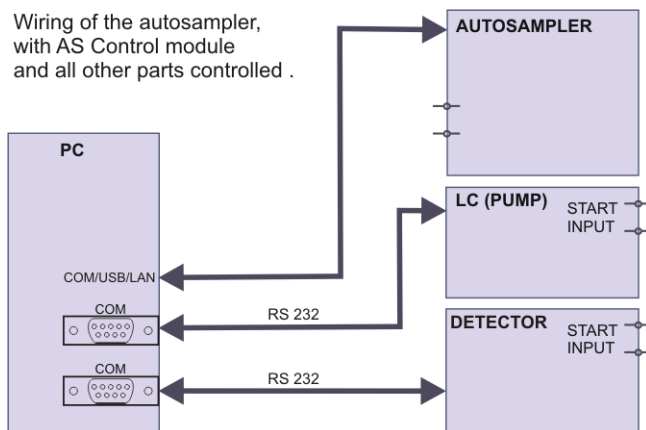 Wiring of the autosampler,
with AS Control module
and all other parts controlled .
AUTOSAMPLER
PC
COM/USB/LAN
COM
COM
RS 232
RS 232
LC (PUMP)
START
INPUT
DETECTOR
START
INPUT